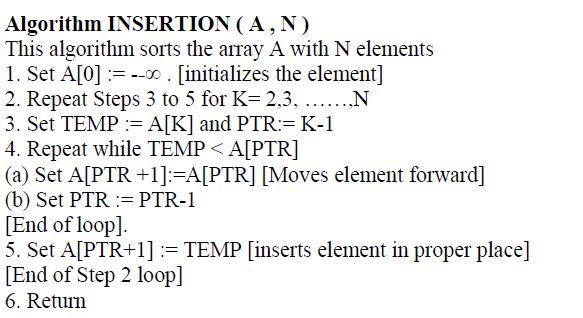 Algorithm INSERTION ( A , N )
This algorithm sorts the array A with N elements
1. Set A[0] := --∞ . [initializes the element]
2. Repeat Steps 3 to 5 for K= 2,3, ……,N
3. Set TEMP := A[K] and PTR:= K-1
4. Repeat while TEMP < A[PTR]
(a) Set A[PTR +1]:=A[PTR] [Moves element forward]
(b) Set PTR := PTR-1
[End of loop].
5. Set A[PTR+1] := TEMP [inserts element in proper place]
[End of Step 2 loop]
6. Return